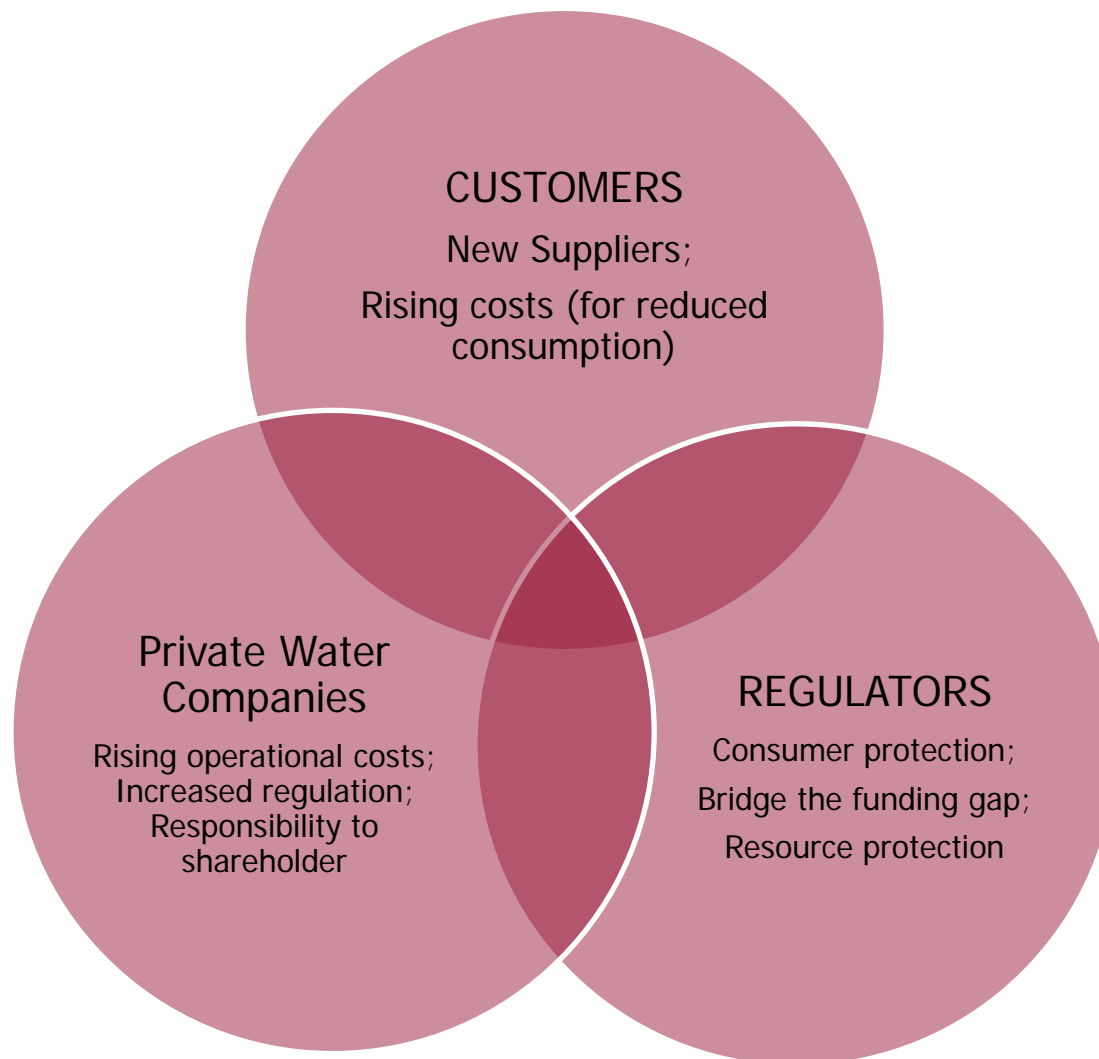 CUSTOMERS
New Suppliers;
Rising costs (for reduced
consumption)
Private Water
Companies
Rising operational costs;
Increased regulation;
Responsibility to
shareholder
REGULATORS
Consumer protection;
Bridge the funding gap;
Resource protection